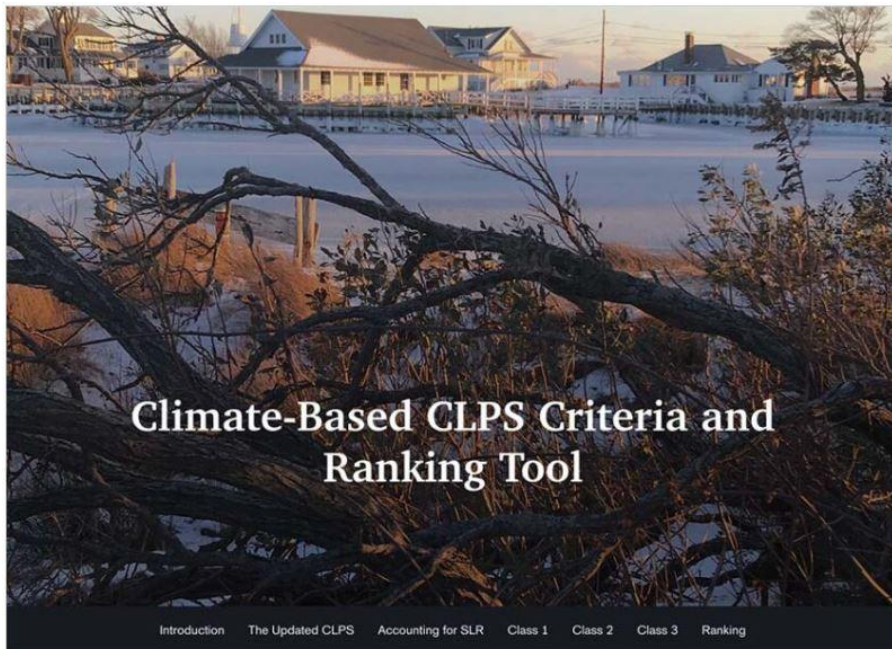 Climate-Based CLPS Criteria and
Ranking Tool
Introduction The Updated CLPS Accounting for SLR Class 1 Class 2 Class 3 Ranking